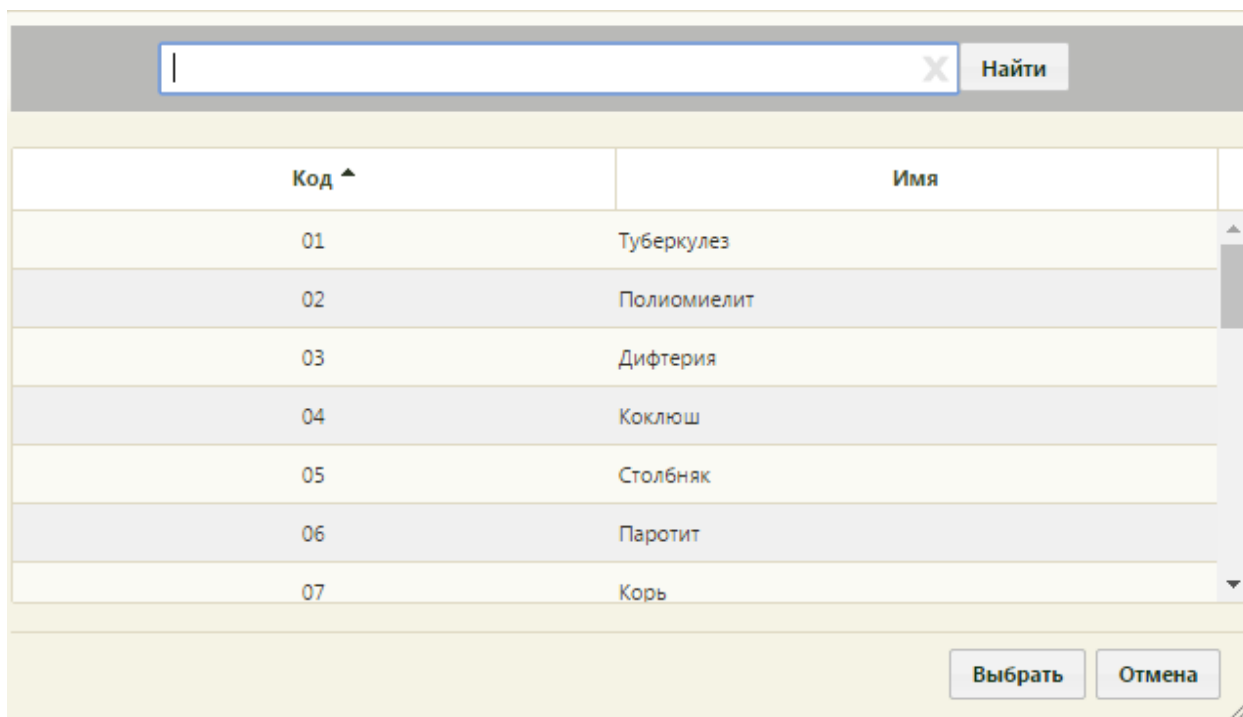 X Найти
Код Имя
01 Туберкулез
02 Полиомиелит
03 Дифтерия
04 Коклюш
05 Столбняк
06 Паротит
07 Корь
Выбрать Отмена